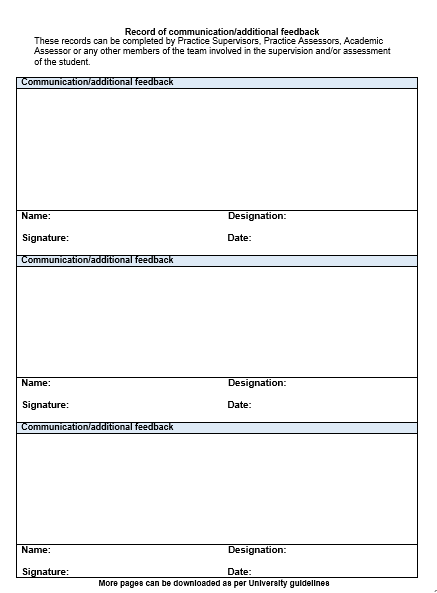 Record of communication/additional feedback
These records can be completed by Practice Supervisors, Practice Assessors, Academic
Assessor or any other members of the team involved in the supervision and/or assessment
of the student.
Communication/additional feedback
Name: Designation:
Signature: Date:
Communication/additional feedback
Name: Designation:
Signature: Date:
Communication/additional feedback
Name: Designation:
Signature: Date:
More pages can be downloaded as per University guidelines